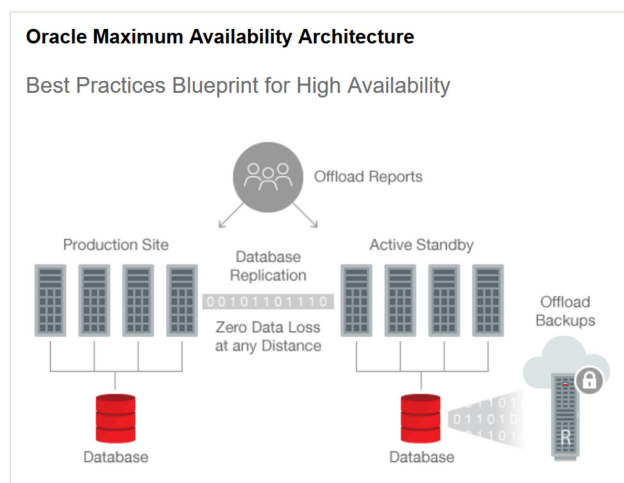 Oracle Maximum Availability Architecture
Best Practices Blueprint for High Availability
Offload Reports
Production Site
Active Standby
Database
Replication
00101101110
Zero Data Loss
at any Distance
Offload
Backups
Database
Database
011010
R